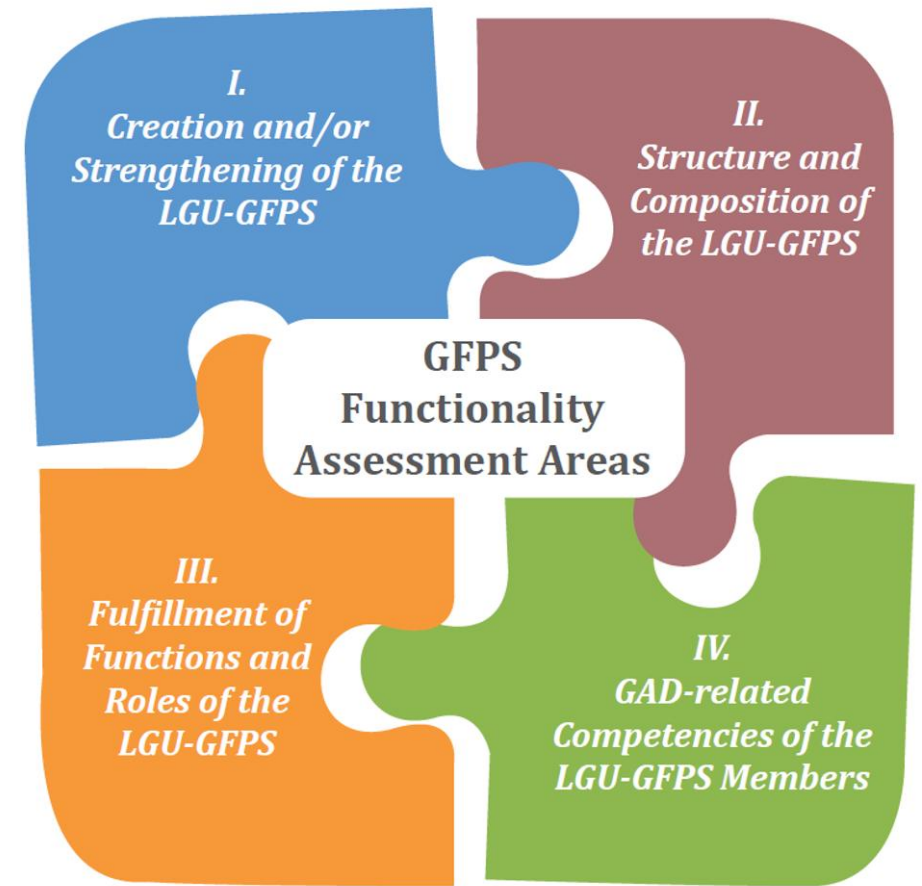 I.
Creation and/or
Strengthening of the
LGU-GFPS
II.
Structure and
Composition of
the LGU-GFPS
GFPS
Functionality
Assessment Areas
III.
Fulfillment of
Functions and
Roles of the
LGU-GFPS
IV.
GAD-related
Competencies of the
LGU-GFPS Members